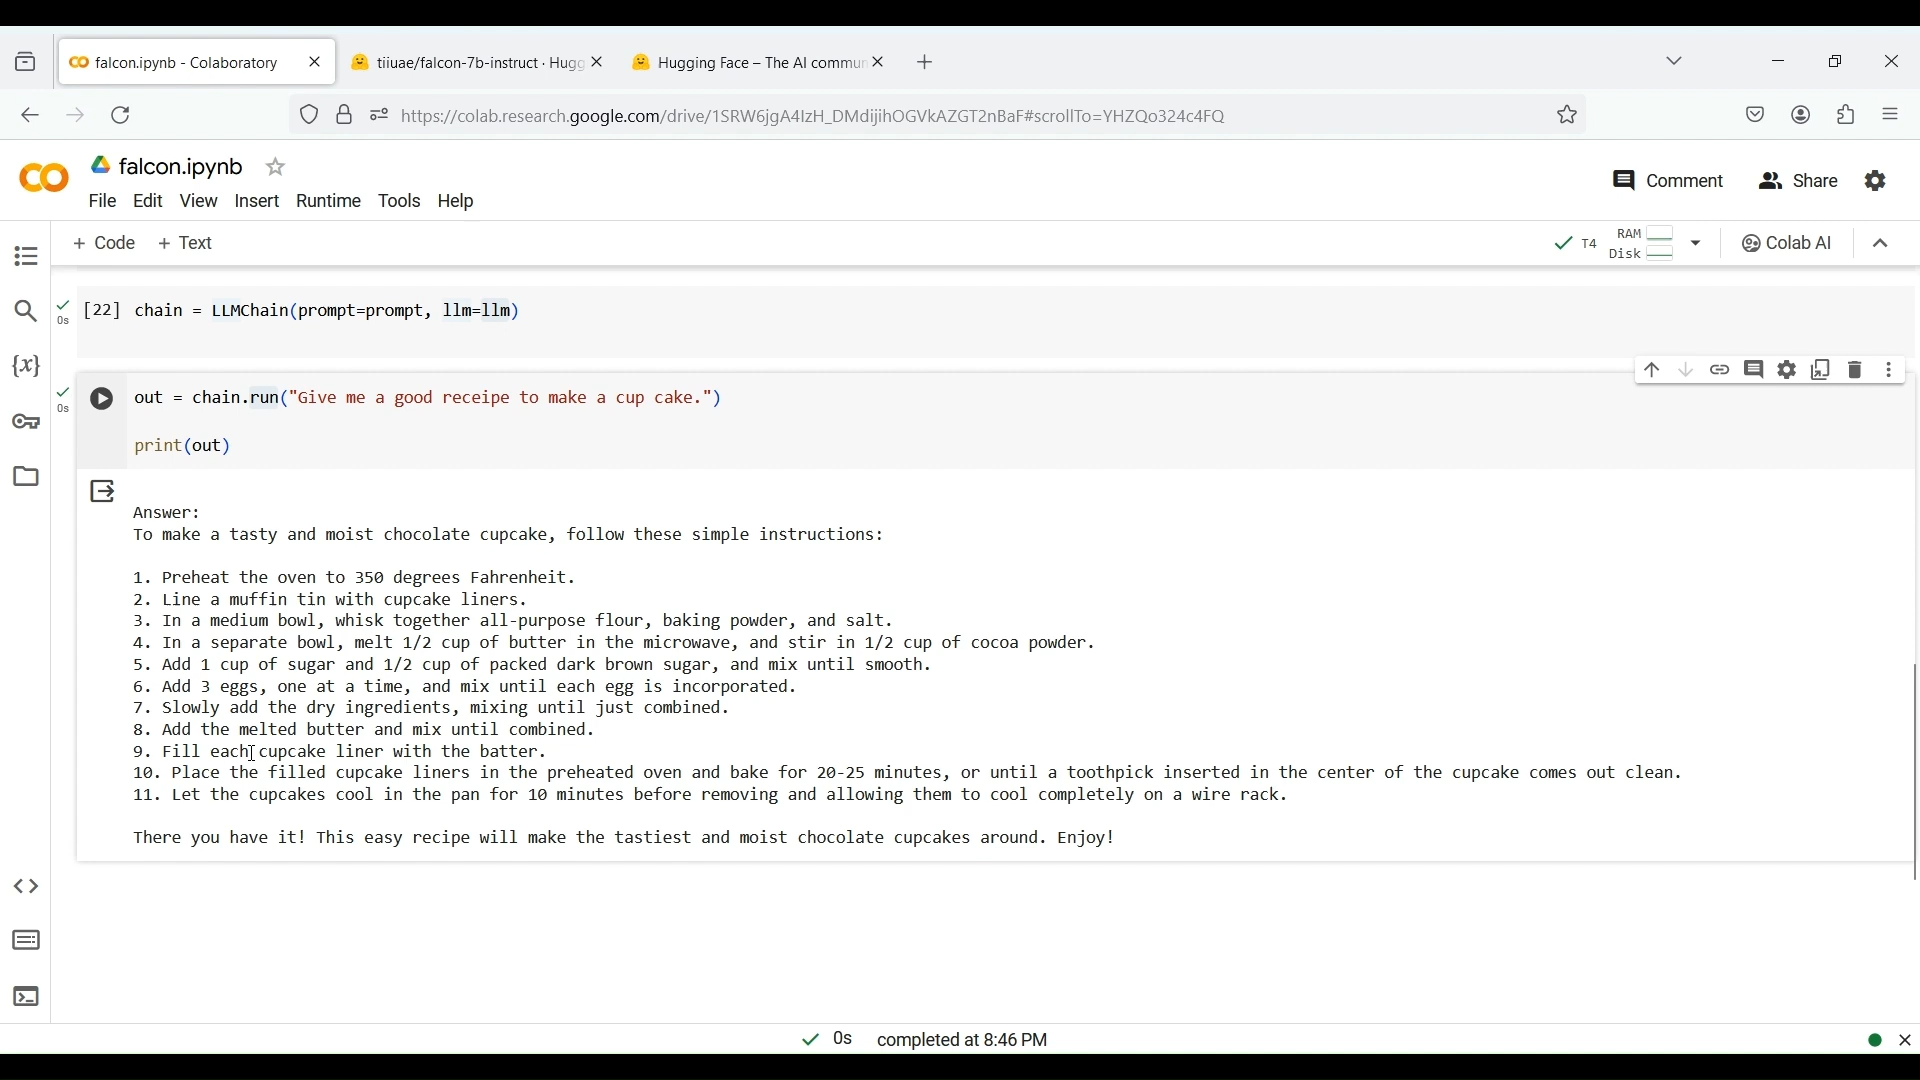 falcon.ipynb - Colaboratory
tiiuae/falcon-7b-instruct · Hugg
Hugging Face – The AI commun
https://colab.research.google.com/drive/1SRW6jgA4IzH_DMdijihOGVkAZGT2nBaF#scrollTo=YHZQo324c4FQ
falcon.ipynb
File Edit View Insert Runtime Tools Help
Comment
Share
+ Code + Text
T4
RAM
Disk
Colab AI
0s
[22] chain = LLMChain(prompt=prompt, llm=llm)
{x}
0s
out = chain.run("Give me a good receipe to make a cup cake.")
print(out)
Answer:
To make a tasty and moist chocolate cupcake, follow these simple instructions:
1. Preheat the oven to 350 degrees Fahrenheit.
2. Line a muffin tin with cupcake liners.
3. In a medium bowl, whisk together all-purpose flour, baking powder, and salt.
4. In a separate bowl, melt 1/2 cup of butter in the microwave, and stir in 1/2 cup of cocoa powder.
5. Add 1 cup of sugar and 1/2 cup of packed dark brown sugar, and mix until smooth.
6. Add 3 eggs, one at a time, and mix until each egg is incorporated.
7. Slowly add the dry ingredients, mixing until just combined.
8. Add the melted butter and mix until combined.
9. Fill each cupcake liner with the batter.
10. Place the filled cupcake liners in the preheated oven and bake for 20-25 minutes, or until a toothpick inserted in the center of the cupcake comes out clean.
11. Let the cupcakes cool in the pan for 10 minutes before removing and allowing them to cool completely on a wire rack.
There you have it! This easy recipe will make the tastiest and moist chocolate cupcakes around. Enjoy!
0s completed at 8:46 PM